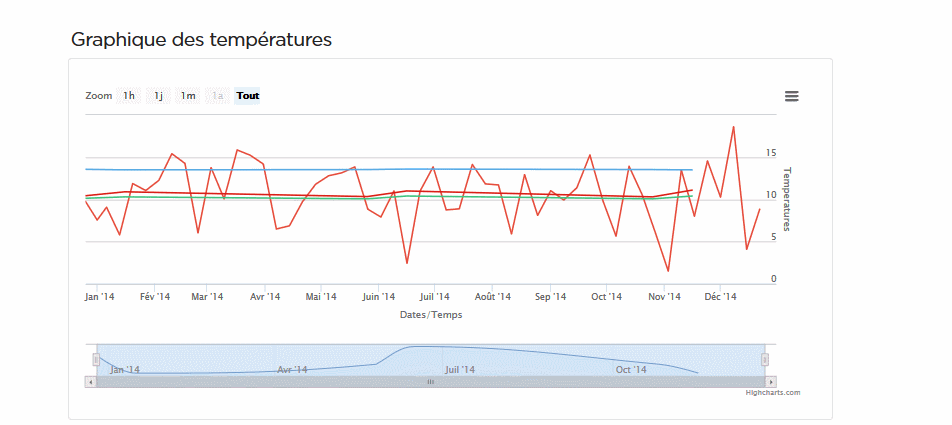 Graphique des températures
Zoom 1h 1j 1m 1a Tout
15
10
5
0
Temperatures
Jan '14 Fév '14 Mar '14 Avr '14 Mai '14 Juin '14 Juil '14 Août '14 Sep '14 Oct '14 Nov '14 Déc '14
Dates/Temps
Jan '14 Avr '14 Juil '14 Oct '14
Highcharts.com